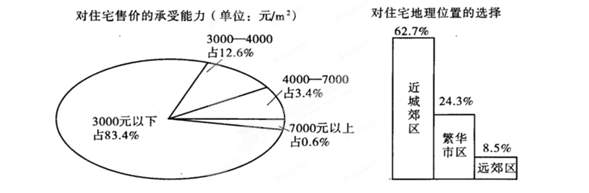 对住宅售价的承受能力（单位：元/m²）
3000—4000
占12.6%
4000—7000
占3.4%
3000元以下
占83.4%
7000元以上
占0.6%
对住宅地理位置的选择
62.7%
近城郊区
24.3%
繁华市区
8.5%
远郊区